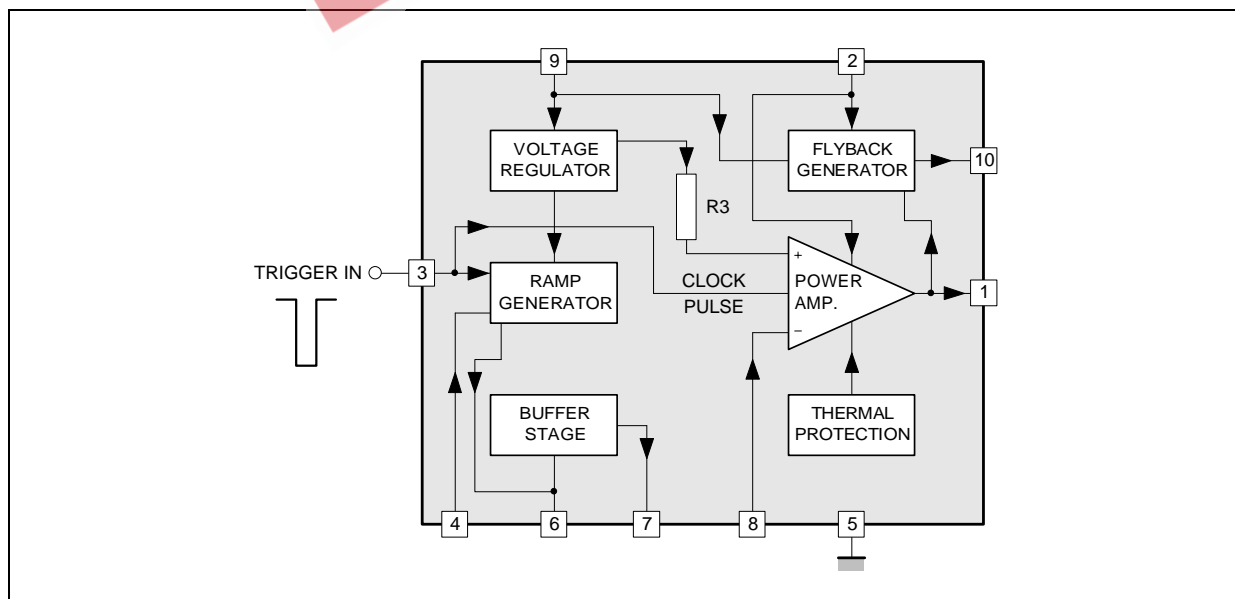 9
2
VOLTAGE
REGULATOR
FLYBACK
GENERATOR
10
R3
TRIGGER IN
3
RAMP
GENERATOR
CLOCK
PULSE
+
POWER
AMP.
−
1
BUFFER
STAGE
THERMAL
PROTECTION
4
6
7
8
5